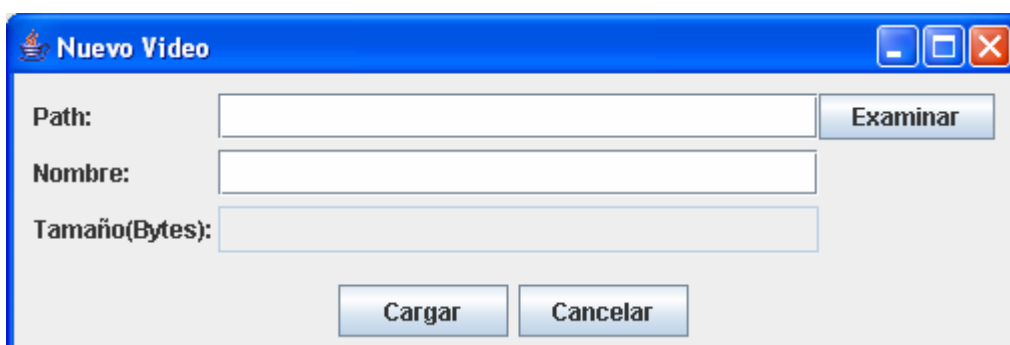 Nuevo Video
Path: Examinar
Nombre:
Tamaño(Bytes):
Cargar Cancelar